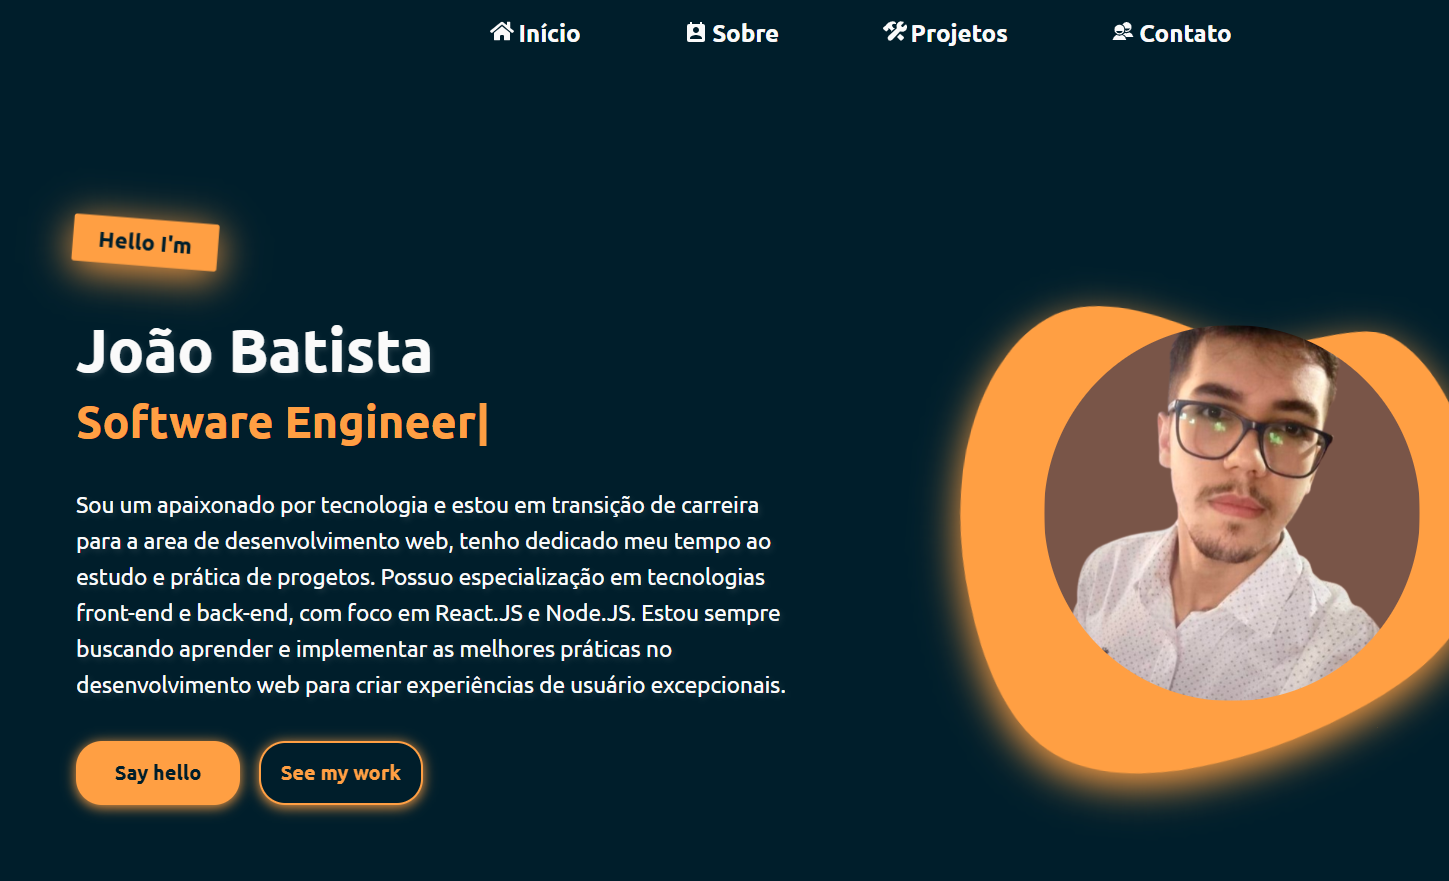 Início Sobre Projetos Contato
Hello I'm
João Batista
Software Engineer|
Sou um apaixonado por tecnologia e estou em transição de carreira
para a area de desenvolvimento web, tenho dedicado meu tempo ao
estudo e prática de progetos. Possuo especialização em tecnologias
front-end e back-end, com foco em React.JS e Node.JS. Estou sempre
buscando aprender e implementar as melhores práticas no
desenvolvimento web para criar experiências de usuário excepcionais.
Say hello See my work